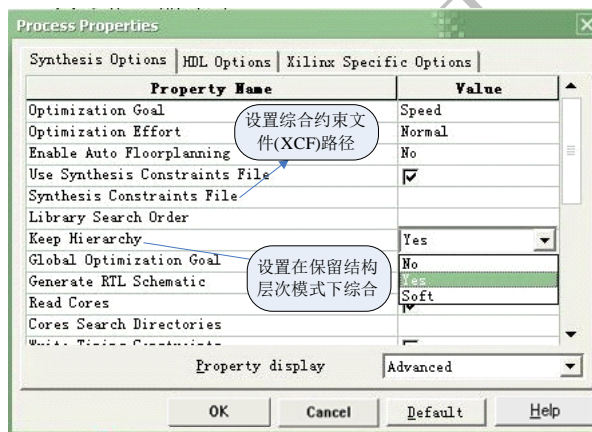 Process Properties
Synthesis Options HDL Options Xilinx Specific Options
Property Name Value
Optimization Goal Speed
设置综合约束文
件(XCF)路径
Optimization Effort Normal
Enable Auto Floorplanning No
Use Synthesis Constraints File
Synthesis Constraints File
Library Search Order
Keep Hierarchy Yes
Global Optimization Goal No
设置在保留结构
层次模式下综合
Generate RTL Schematic Yes
Soft
Read Cores
Cores Search Directories
Property display Advanced
OK Cancel Default Help